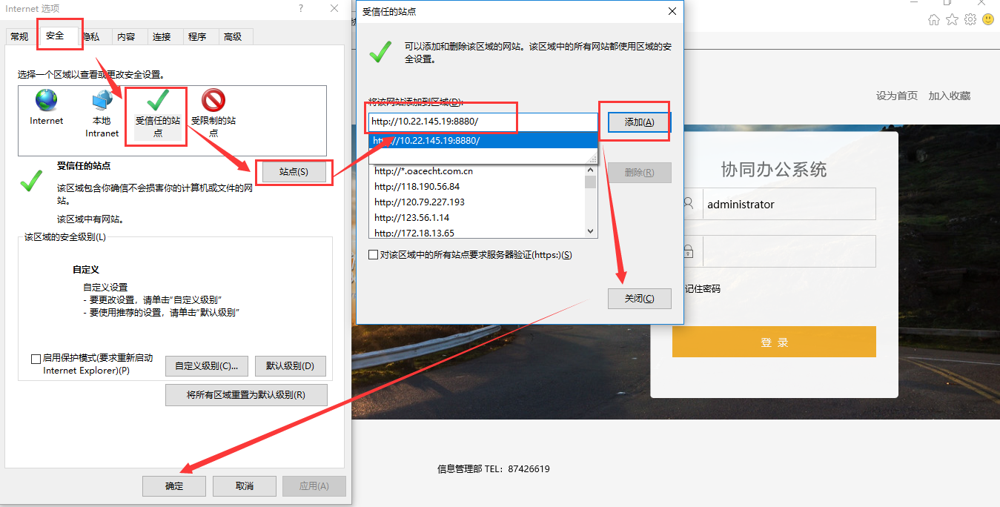 Internet 选项
?
常规
安全
隐私
内容
连接
程序
高级
选择一个区域以查看或更改安全设置。
Internet
本地
Intranet
受信任的站
点
受限制的站
点
受信任的站点
站点(S)
该区域包含你确信不会损害你的计算机或文件的网
站。
该区域中有网站。
该区域的安全级别(L)
自定义
自定义设置
- 要更改设置，请单击“自定义级别”
- 要使用推荐的设置，请单击“默认级别”
启用保护模式(要求重新启动
Internet Explorer)(P)
自定义级别(C)...
默认级别(D)
将所有区域重置为默认级别(R)
确定
取消
应用(A)
受信任的站点
可以添加和删除该区域的网站。该区域中的所有网站都使用区域的安
全设置。
将该网站添加到区域(D):
http://10.22.145.19:8880/
添加(A)
http://10.22.145.19:8880/
http://*.oacecht.com.cn
http://118.190.56.84
http://120.79.227.193
http://123.56.1.14
http://172.18.13.65
删除(R)
对该区域中的所有站点要求服务器验证(https:)(S)
关闭(C)
设为首页 加入收藏
协同办公系统
administrator
记住密码
登 录
信息管理部 TEL：87426619